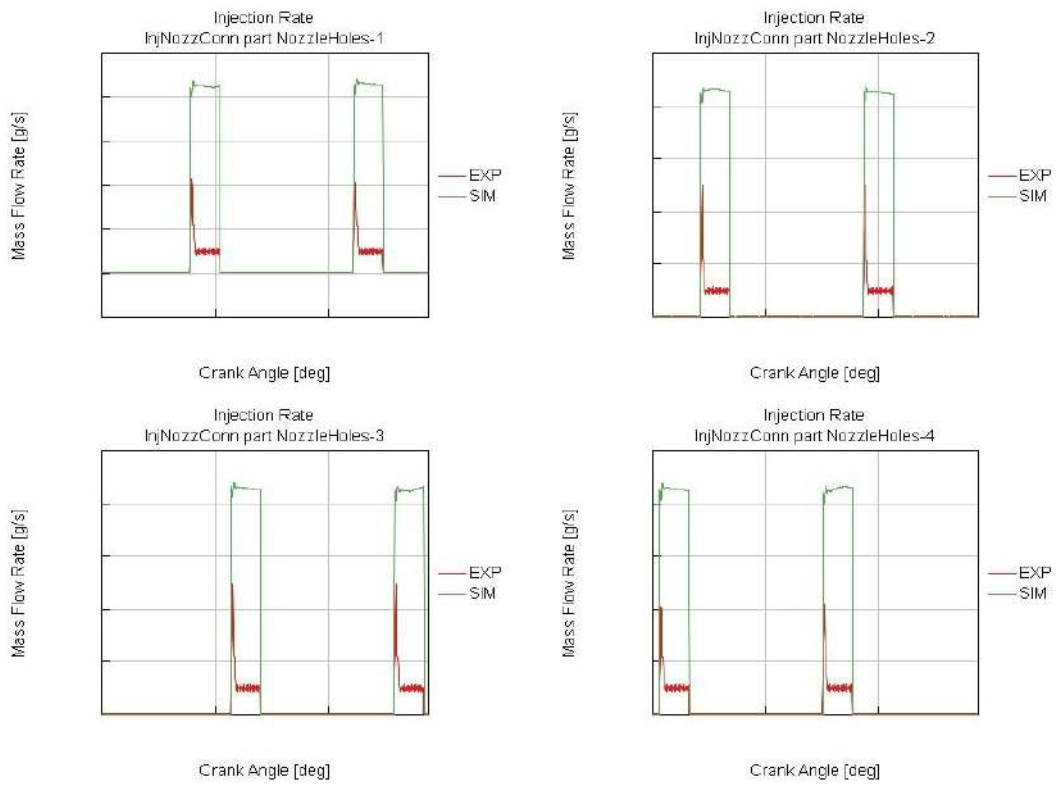 Injection Rate
InjNozzConn part NozzleHoles-1
Mass Flow Rate [g/s]
EXP
SIM
Crank Angle [deg]
Injection Rate
InjNozzConn part NozzleHoles-2
Mass Flow Rate [g/s]
EXP
SIM
Crank Angle [deg]
Injection Rate
InjNozzConn part NozzleHoles-3
Mass Flow Rate [g/s]
EXP
SIM
Crank Angle [deg]
Injection Rate
InjNozzConn part NozzleHoles-4
Mass Flow Rate [g/s]
EXP
SIM
Crank Angle [deg]